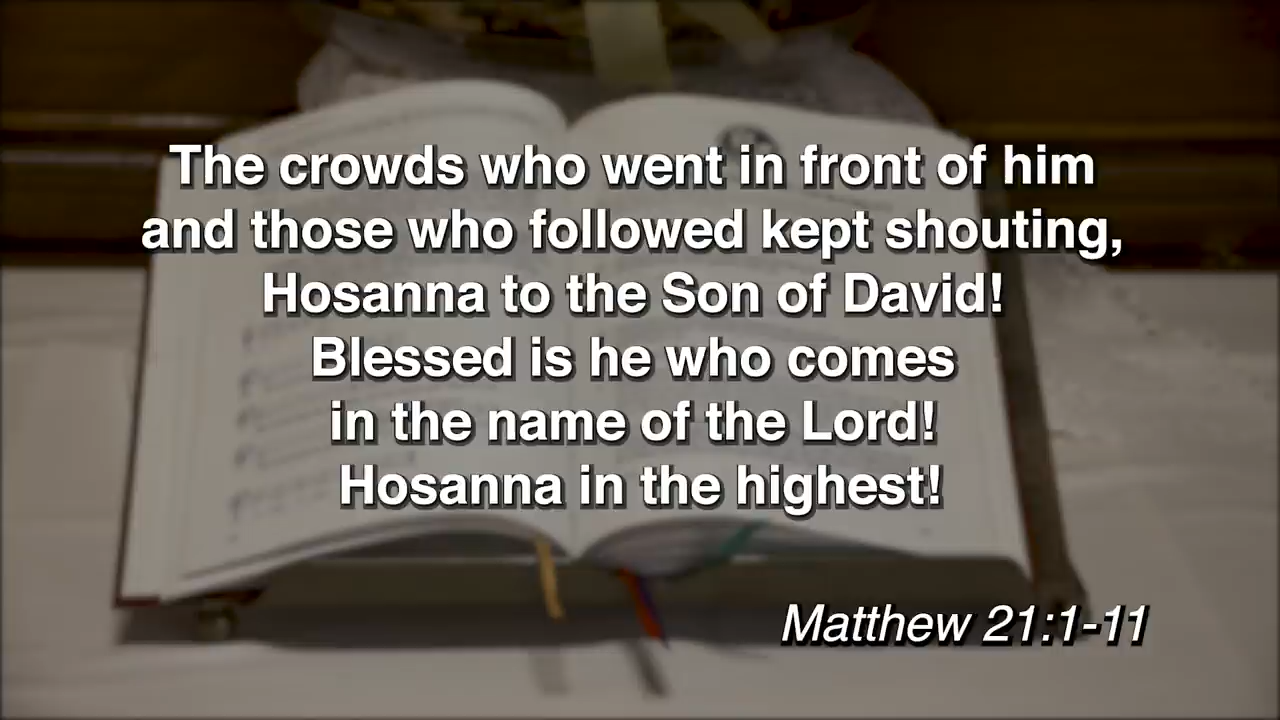 The crowds who went in front of him
and those who followed kept shouting,
Hosanna to the Son of David!
Blessed is he who comes
in the name of the Lord!
Hosanna in the highest!
Matthew 21:1-11